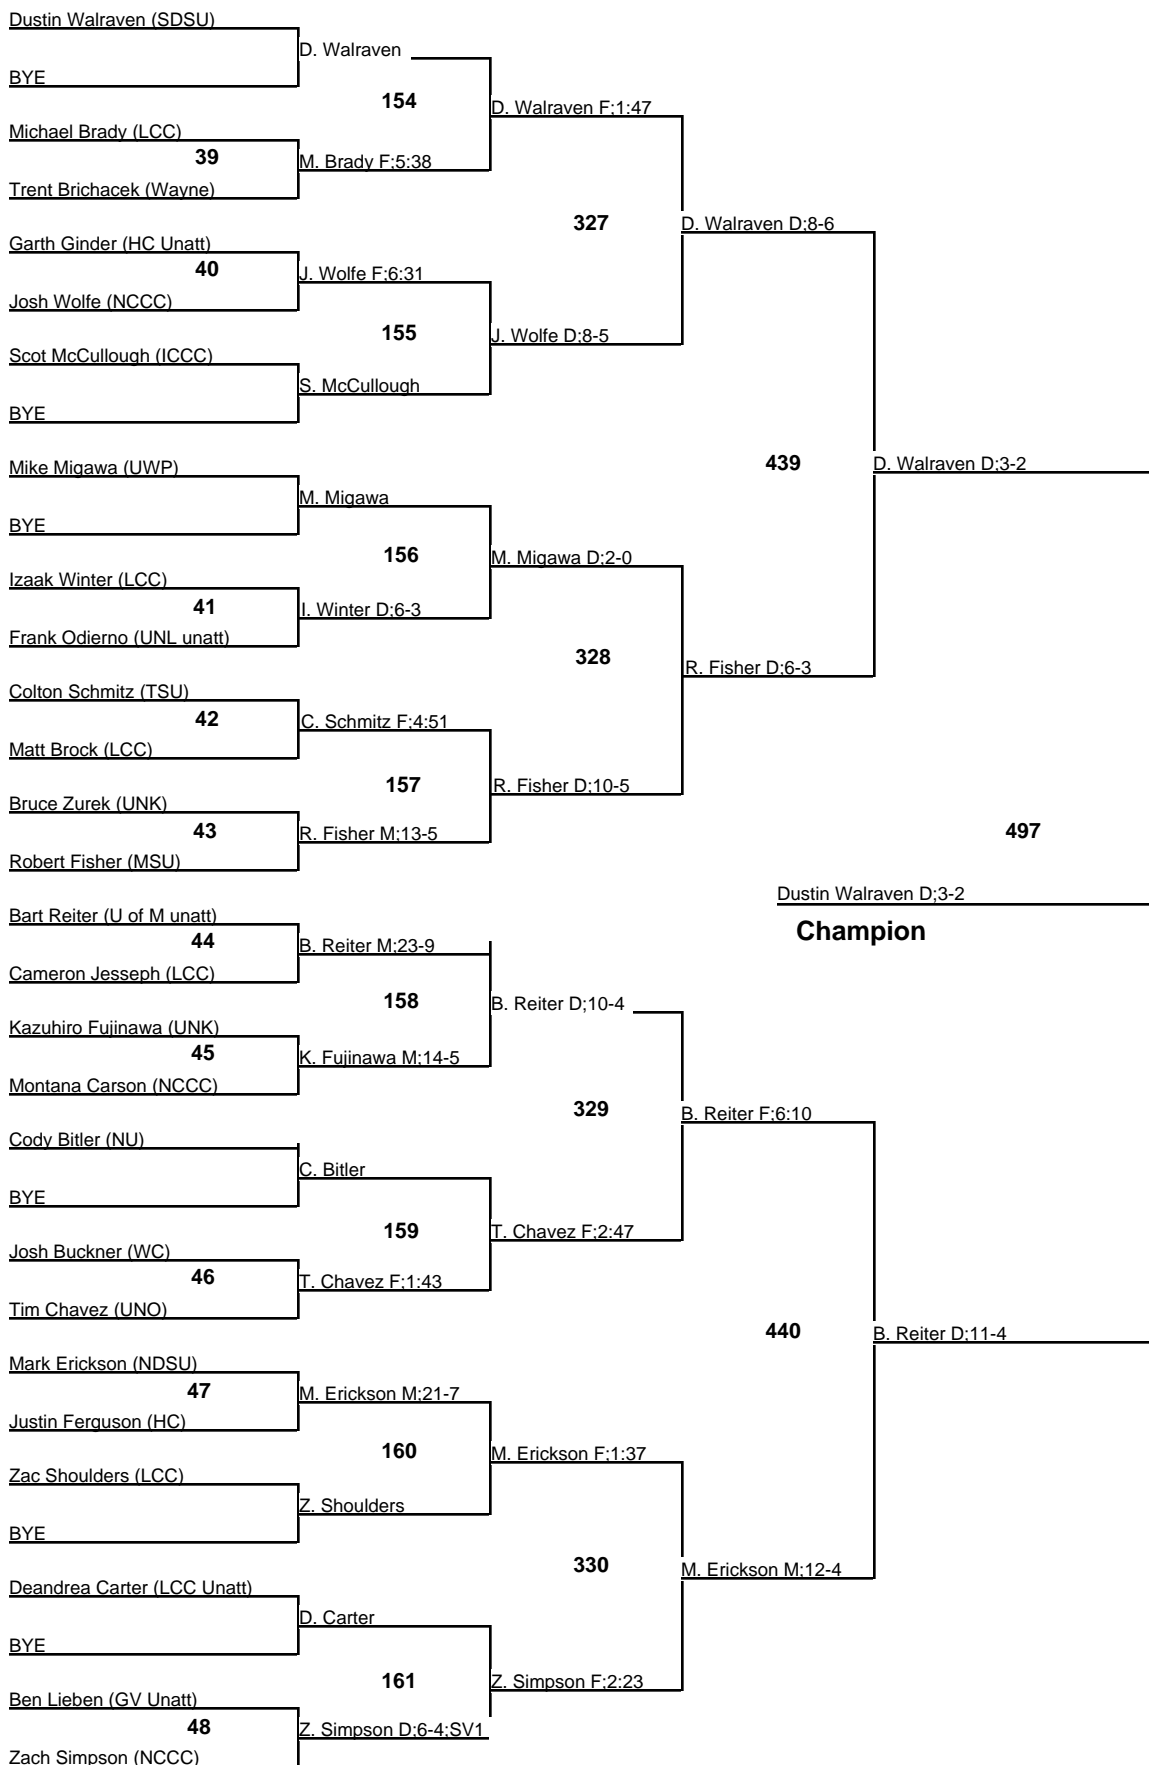 Dustin Walraven (SDSU)
D. Walraven
BYE
154
D. Walraven F;1:47
Michael Brady (LCC)
39
M. Brady F;5:38
Trent Brichacek (Wayne)
327
D. Walraven D;8-6
Garth Ginder (HC Unatt)
40
J. Wolfe F;6:31
Josh Wolfe (NCCC)
155
J. Wolfe D;8-5
Scot McCullough (ICCC)
S. McCullough
BYE
439
D. Walraven D;3-2
Mike Migawa (UWP)
M. Migawa
BYE
156
M. Migawa D;2-0
Izaak Winter (LCC)
41
I. Winter D;6-3
Frank Odierno (UNL unatt)
328
R. Fisher D;6-3
Colton Schmitz (TSU)
42
C. Schmitz F;4:51
Matt Brock (LCC)
157
R. Fisher D;10-5
Bruce Zurek (UNK)
43
R. Fisher M;13-5
Robert Fisher (MSU)
497
Dustin Walraven D;3-2
Champion
Bart Reiter (U of M unatt)
44
B. Reiter M;23-9
Cameron Jesseph (LCC)
158
B. Reiter D;10-4
Kazuhiro Fujinawa (UNK)
45
K. Fujinawa M;14-5
Montana Carson (NCCC)
329
B. Reiter F;6:10
Cody Bitler (NU)
C. Bitler
BYE
159
T. Chavez F;2:47
Josh Buckner (WC)
46
T. Chavez F;1:43
Tim Chavez (UNO)
440
B. Reiter D;11-4
Mark Erickson (NDSU)
47
M. Erickson M;21-7
Justin Ferguson (HC)
160
M. Erickson F;1:37
Zac Shoulders (LCC)
Z. Shoulders
BYE
330
M. Erickson M;12-4
Deandrea Carter (LCC Unatt)
D. Carter
BYE
161
Z. Simpson F;2:23
Ben Lieben (GV Unatt)
48
Z. Simpson D;6-4;SV1
Zach Simpson (NCCC)